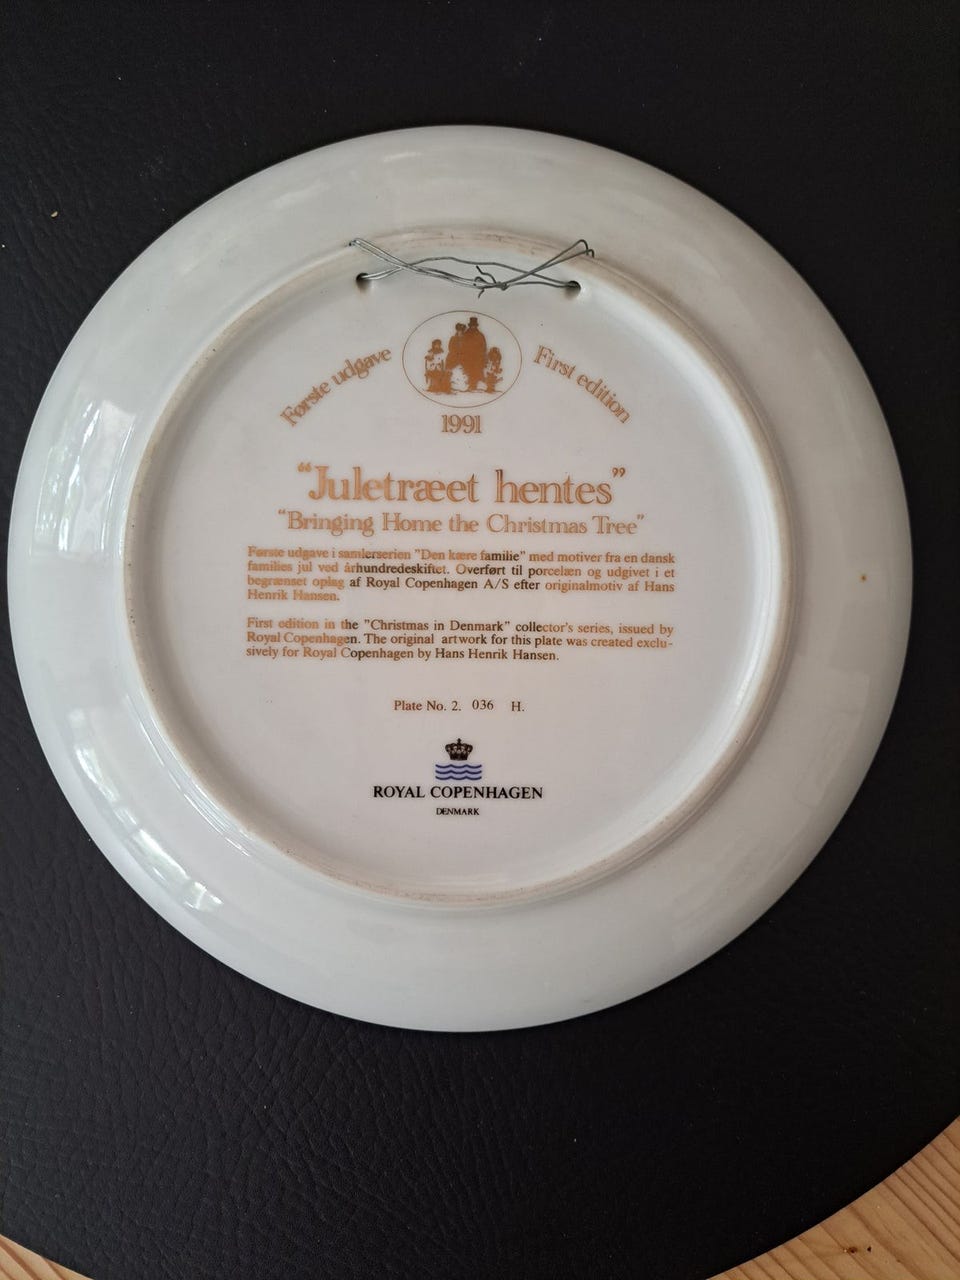 Første udgave
First edition
1991
“Juletræet hentes”
“Bringing Home the Christmas Tree”
Første udgave i samlerserien "Den kære familie" med motiver fra en dansk
families jul ved århundredeskiftet. Overført til porcelæn og udgivet i et
begrænset oplag af Royal Copenhagen A/S efter originalmotiv af Hans
Henrik Hansen.
First edition in the "Christmas in Denmark" collector's series, issued by
Royal Copenhagen. The original artwork for this plate was created exclu-
sively for Royal Copenhagen by Hans Henrik Hansen.
Plate No. 2. 036 H.
ROYAL COPENHAGEN
DENMARK